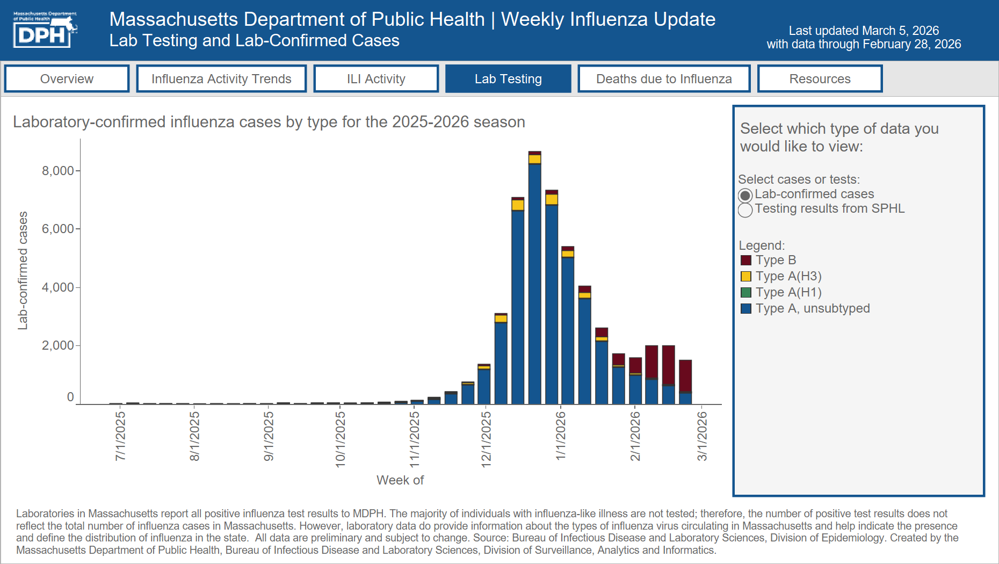 Massachusetts Department
of Public Health
DPH
Massachusetts Department of Public Health | Weekly Influenza Update
Lab Testing and Lab-Confirmed Cases
Last updated March 5, 2026
with data through February 28, 2026
Overview
Influenza Activity Trends
ILI Activity
Lab Testing
Deaths due to Influenza
Resources
Laboratory-confirmed influenza cases by type for the 2025-2026 season
Lab-confirmed cases
8,000
6,000
4,000
2,000
0
7/1/2025
8/1/2025
9/1/2025
10/1/2025
11/1/2025
12/1/2025
1/1/2026
2/1/2026
3/1/2026
Week of
Select which type of data you
would like to view:
Select cases or tests:
Lab-confirmed cases
Testing results from SPHL
Legend:
Type B
Type A(H3)
Type A(H1)
Type A, unsubtyped
Laboratories in Massachusetts report all positive influenza test results to MDPH. The majority of individuals with influenza-like illness are not tested; therefore, the number of positive test results does not
reflect the total number of influenza cases in Massachusetts. However, laboratory data do provide information about the types of influenza virus circulating in Massachusetts and help indicate the presence
and define the distribution of influenza in the state.  All data are preliminary and subject to change. Source: Bureau of Infectious Disease and Laboratory Sciences, Division of Epidemiology. Created by the
Massachusetts Department of Public Health, Bureau of Infectious Disease and Laboratory Sciences, Division of Surveillance, Analytics and Informatics.